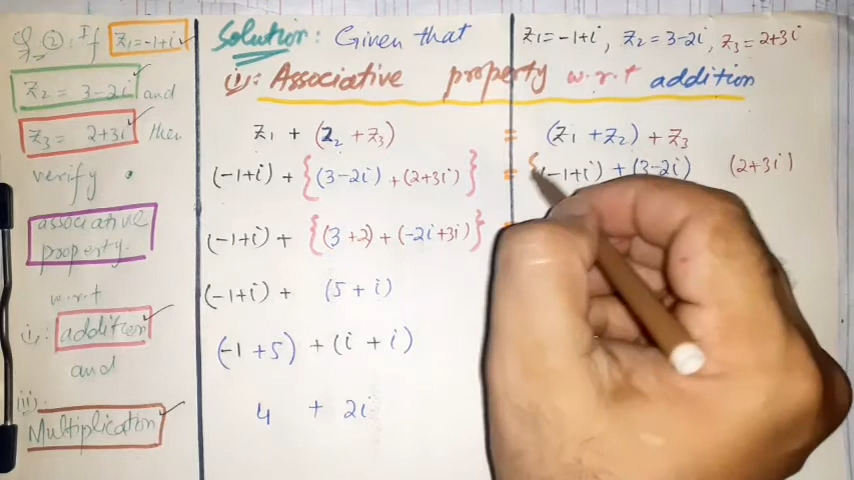 Q ②: If Z₁=-1+i
Z₂ = 3-2i and
Z₃ = 2+3i then
verify
associative
property.
w.r.t
i,: addition
and
iii)
Multiplication
Solution: Given that Z₁=-1+i, Z₂=3-2i, Z₃=2+3i
(i): Associative property w.r.t addition
Z₁ + (Z₂ + Z₃) = (Z₁ + Z₂) + Z₃
(-1+i) + {(3-2i) + (2+3i)} = {(-1+i) + (3-2i) (2+3i)
(-1+i) + {(3+2) + (-2i+3i)} =
(-1+i) + (5 + i)
(-1 + 5) + (i + i)
4 + 2i